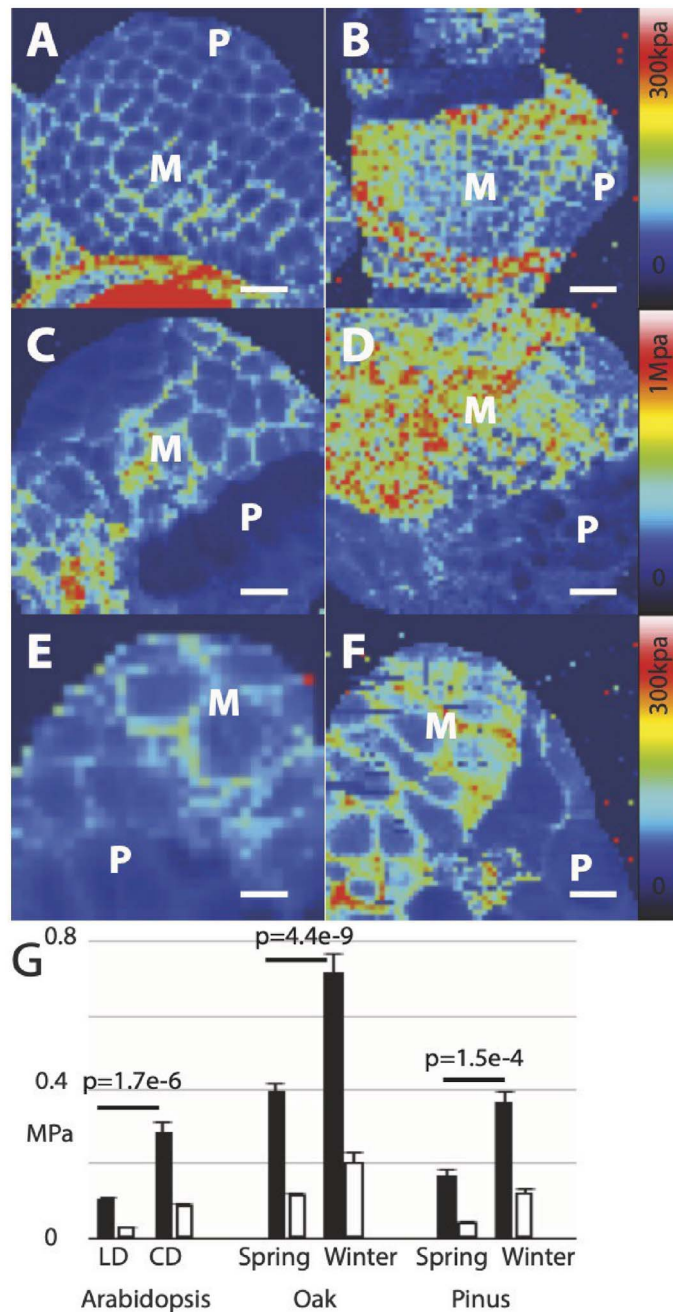 A
P
M
B
M
P
300kpa
0
C
M
P
D
M
P
1Mpa
0
E
M
P
F
M
P
300kpa
0
G
0.8
p=4.4e-9
p=1.7e-6
p=1.5e-4
0.4
MPa
0
LD CD Spring Winter Spring Winter
Arabidopsis Oak Pinus